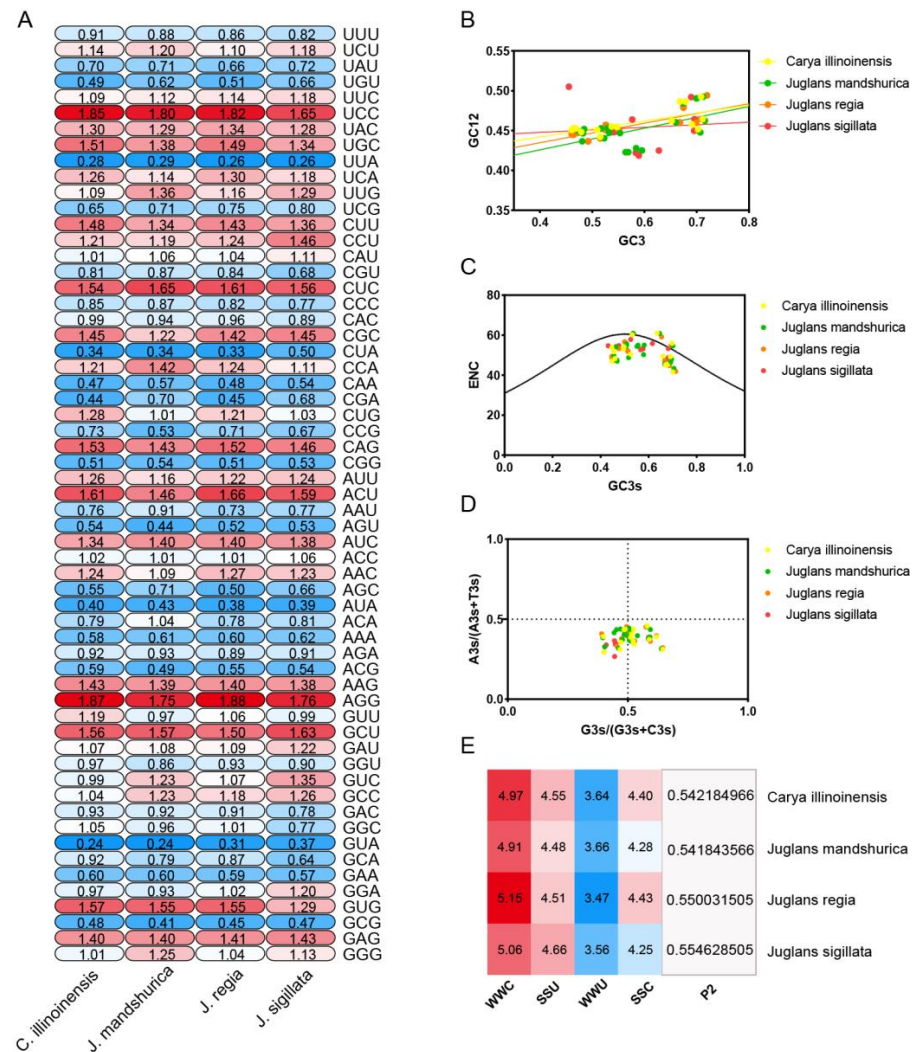 A
0.91 0.88 0.86 0.82 UUU
1.14 1.20 1.10 1.18 UCU
0.70 0.71 0.66 0.72 UAU
0.49 0.62 0.51 0.66 UGU
1.09 1.12 1.14 1.18 UUC
1.85 1.80 1.82 1.65 UCC
1.30 1.29 1.34 1.28 UAC
1.51 1.38 1.49 1.34 UGC
0.28 0.29 0.26 0.26 UUA
1.26 1.14 1.30 1.18 UCA
1.09 1.36 1.16 1.29 UUG
0.65 0.71 0.75 0.80 UCG
1.48 1.34 1.43 1.36 CUU
1.21 1.19 1.24 1.46 CCU
1.01 1.06 1.04 1.11 CAU
0.81 0.87 0.84 0.68 CGU
1.54 1.65 1.61 1.56 CUC
0.85 0.87 0.82 0.77 CCC
0.99 0.94 0.96 0.89 CAC
1.45 1.22 1.42 1.45 CGC
0.34 0.34 0.33 0.50 CUA
1.21 1.42 1.24 1.11 CCA
0.47 0.57 0.48 0.54 CAA
0.44 0.70 0.45 0.68 CGA
1.28 1.01 1.21 1.03 CUG
0.73 0.53 0.71 0.67 CCG
1.53 1.43 1.52 1.46 CAG
0.51 0.54 0.51 0.53 CGG
1.26 1.16 1.22 1.24 AUU
1.61 1.46 1.66 1.59 ACU
0.76 0.91 0.73 0.77 AAU
0.54 0.44 0.52 0.53 AGU
1.34 1.40 1.40 1.38 AUC
1.02 1.01 1.01 1.06 ACC
1.24 1.09 1.27 1.23 AAC
0.55 0.71 0.50 0.66 AGC
0.40 0.43 0.38 0.39 AUA
0.79 1.04 0.78 0.81 ACA
0.58 0.61 0.60 0.62 AAA
0.92 0.93 0.89 0.91 AGA
0.59 0.49 0.55 0.54 ACG
1.43 1.39 1.40 1.38 AAG
1.87 1.75 1.88 1.76 AGG
1.19 0.97 1.06 0.99 GUU
1.56 1.57 1.50 1.63 GCU
1.07 1.08 1.09 1.22 GAU
0.97 0.86 0.93 0.90 GGU
0.99 1.23 1.07 1.35 GUC
1.04 1.23 1.18 1.26 GCC
0.93 0.92 0.91 0.78 GAC
1.05 0.96 1.01 0.77 GGC
0.24 0.24 0.31 0.37 GUA
0.92 0.79 0.87 0.64 GCA
0.60 0.60 0.59 0.57 GAA
0.97 0.93 1.02 1.20 GGA
1.57 1.55 1.55 1.29 GUG
0.48 0.41 0.45 0.47 GCG
1.40 1.40 1.41 1.43 GAG
1.01 1.25 1.04 1.13 GGG
C. illinoinensis J. mandshurica J. regia J. sigillata
B
GC12
0.55
0.50
0.45
0.40
0.35
0.4 0.5 0.6 0.7 0.8
GC3
Carya illinoinensis
Juglans mandshurica
Juglans regia
Juglans sigillata
C
ENC
80
60
40
20
0
0.0 0.2 0.4 0.6 0.8 1.0
GC3s
Carya illinoinensis
Juglans mandshurica
Juglans regia
Juglans sigillata
D
A3s/(A3s+T3s)
1.0
0.5
0.0
0.0 0.5 1.0
G3s/(G3s+C3s)
Carya illinoinensis
Juglans mandshurica
Juglans regia
Juglans sigillata
E
4.97 4.55 3.64 4.40 0.542184966 Carya illinoinensis
4.91 4.48 3.66 4.28 0.541843566 Juglans mandshurica
5.15 4.51 3.47 4.43 0.550031505 Juglans regia
5.06 4.66 3.56 4.25 0.554628505 Juglans sigillata
WWC SSU WWU SSC P2